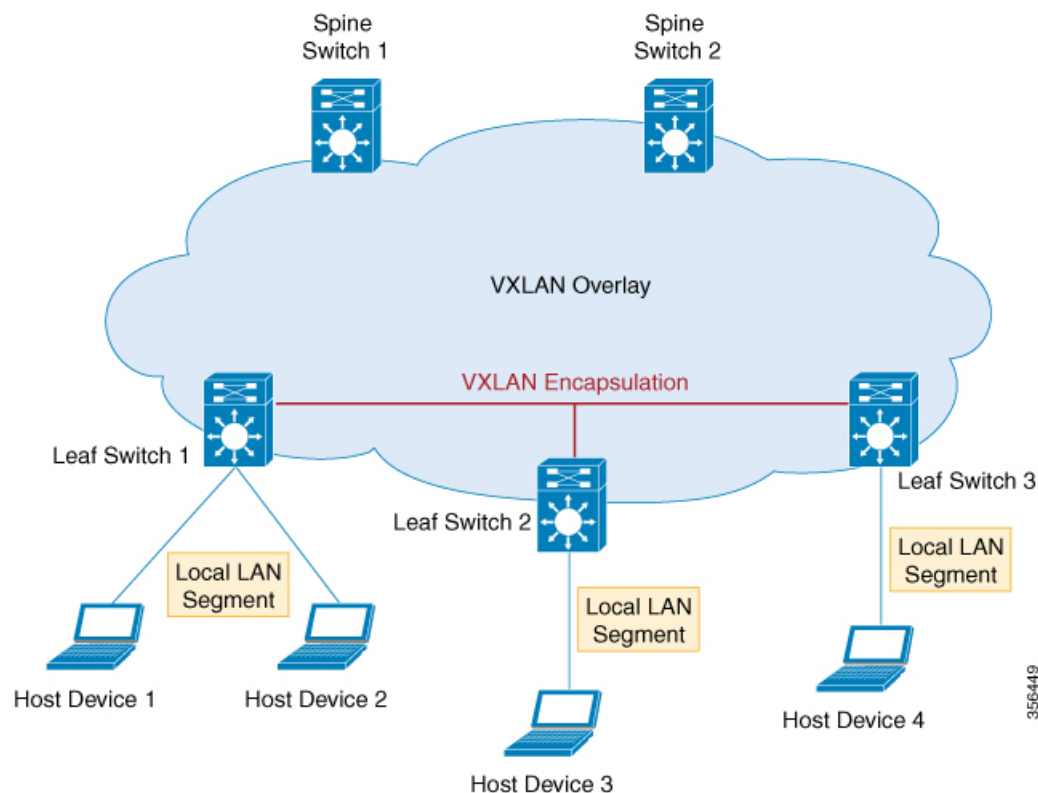 Spine
Switch 1
Spine
Switch 2
VXLAN Overlay
VXLAN Encapsulation
Leaf Switch 1
Leaf Switch 2
Leaf Switch 3
Local LAN
Segment
Local LAN
Segment
Local LAN
Segment
Host Device 1
Host Device 2
Host Device 3
Host Device 4
356449